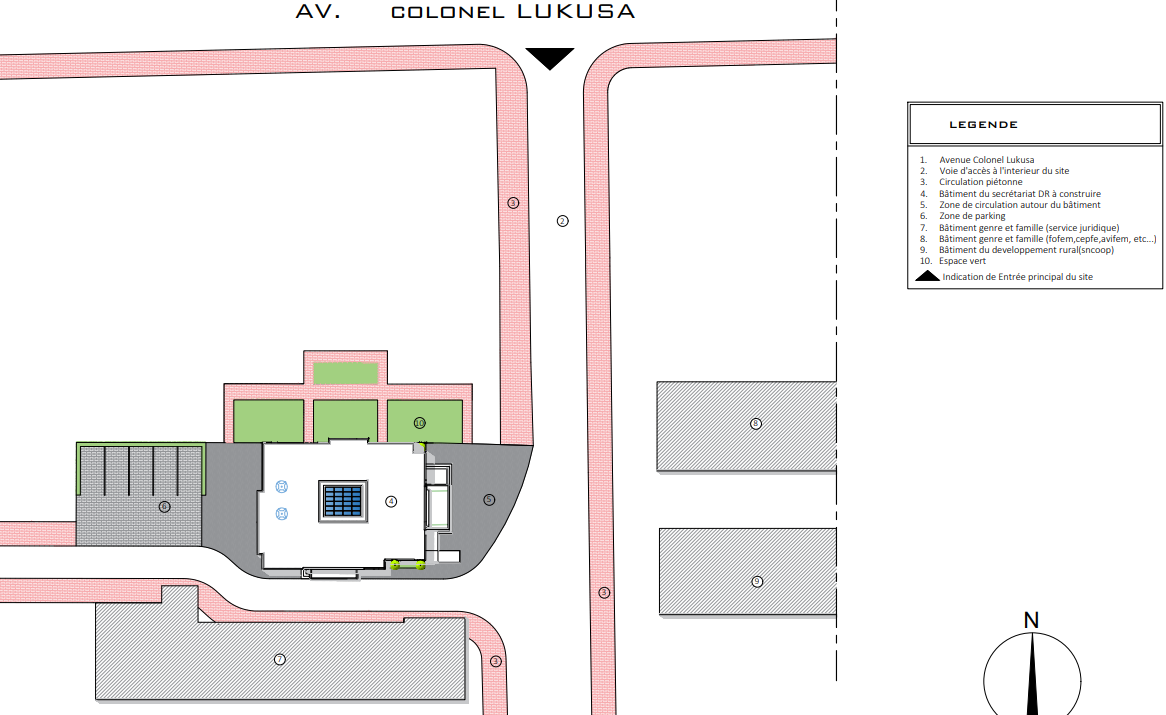 AV. COLONEL LUKUSA
LEGENDE
1. Avenue Colonel Lukusa
2. Voie d'accès à l'interieur du site
3. Circulation piétonne
4. Bâtiment du secrétariat DR à construire
5. Zone de circulation autour du bâtiment
6. Zone de parking
7. Bâtiment genre et famille (service juridique)
8. Bâtiment genre et famille (fofem,cepfe,avifem, etc...)
9. Bâtiment du developpement rural(sncoop)
10. Espace vert
Indication de Entrée principal du site
3
2
10
8
4
5
6
9
3
7
3
N